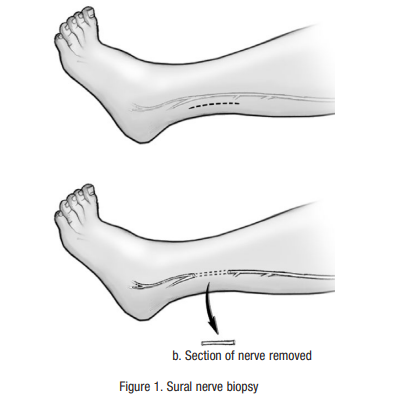 b. Section of nerve removed
Figure 1. Sural nerve biopsy